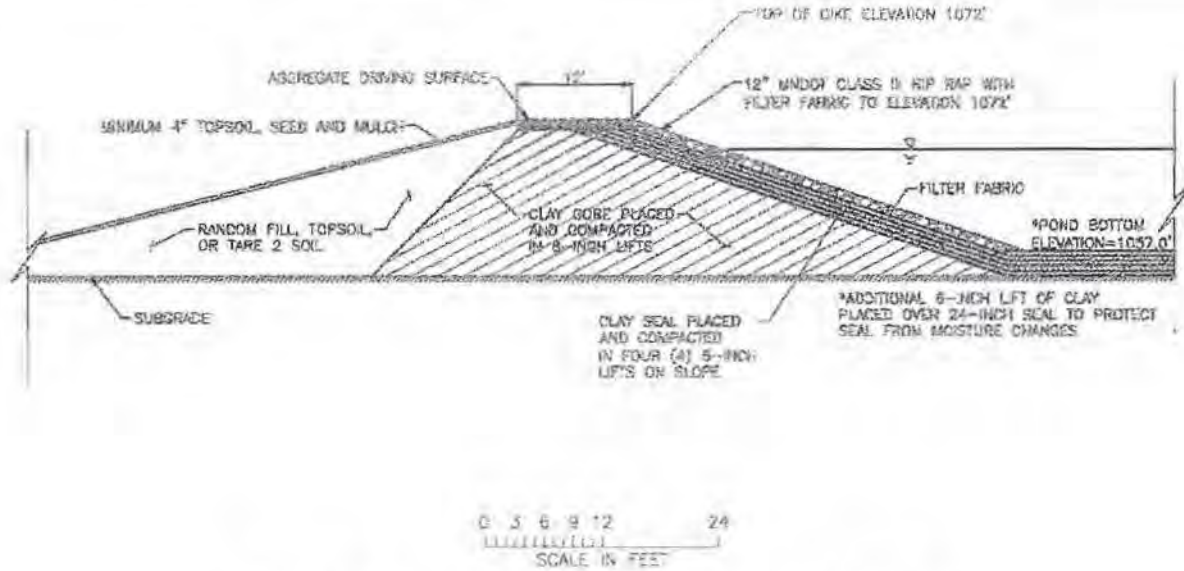 TOP OF DIKE ELEVATION 1072'
AGGREGATE DRIVING SURFACE
12'
12" MNDOT CLASS II RIP RAP WITH
FILTER FABRIC TO ELEVATION 1072'
MINIMUM 4" TOPSOIL, SEED AND MULCH
FILTER FABRIC
RANDOM FILL, TOPSOIL,
OR TARE 2 SOIL
CLAY CORE PLACED
AND COMPACTED
IN LIFTS
*POND BOTTOM
ELEVATION=1052.0'
SUBGRADE
*ADDITIONAL 6-INCH LIFT OF CLAY
PLACED OVER 24-INCH SEAL TO PROTECT
SEAL FROM MOISTURE CHANGES
CLAY SEAL PLACED
AND COMPACTED
IN FOUR (4) 6-INCH
LIFTS ON SLOPE
0 3 6 9 12 24
SCALE IN FEET